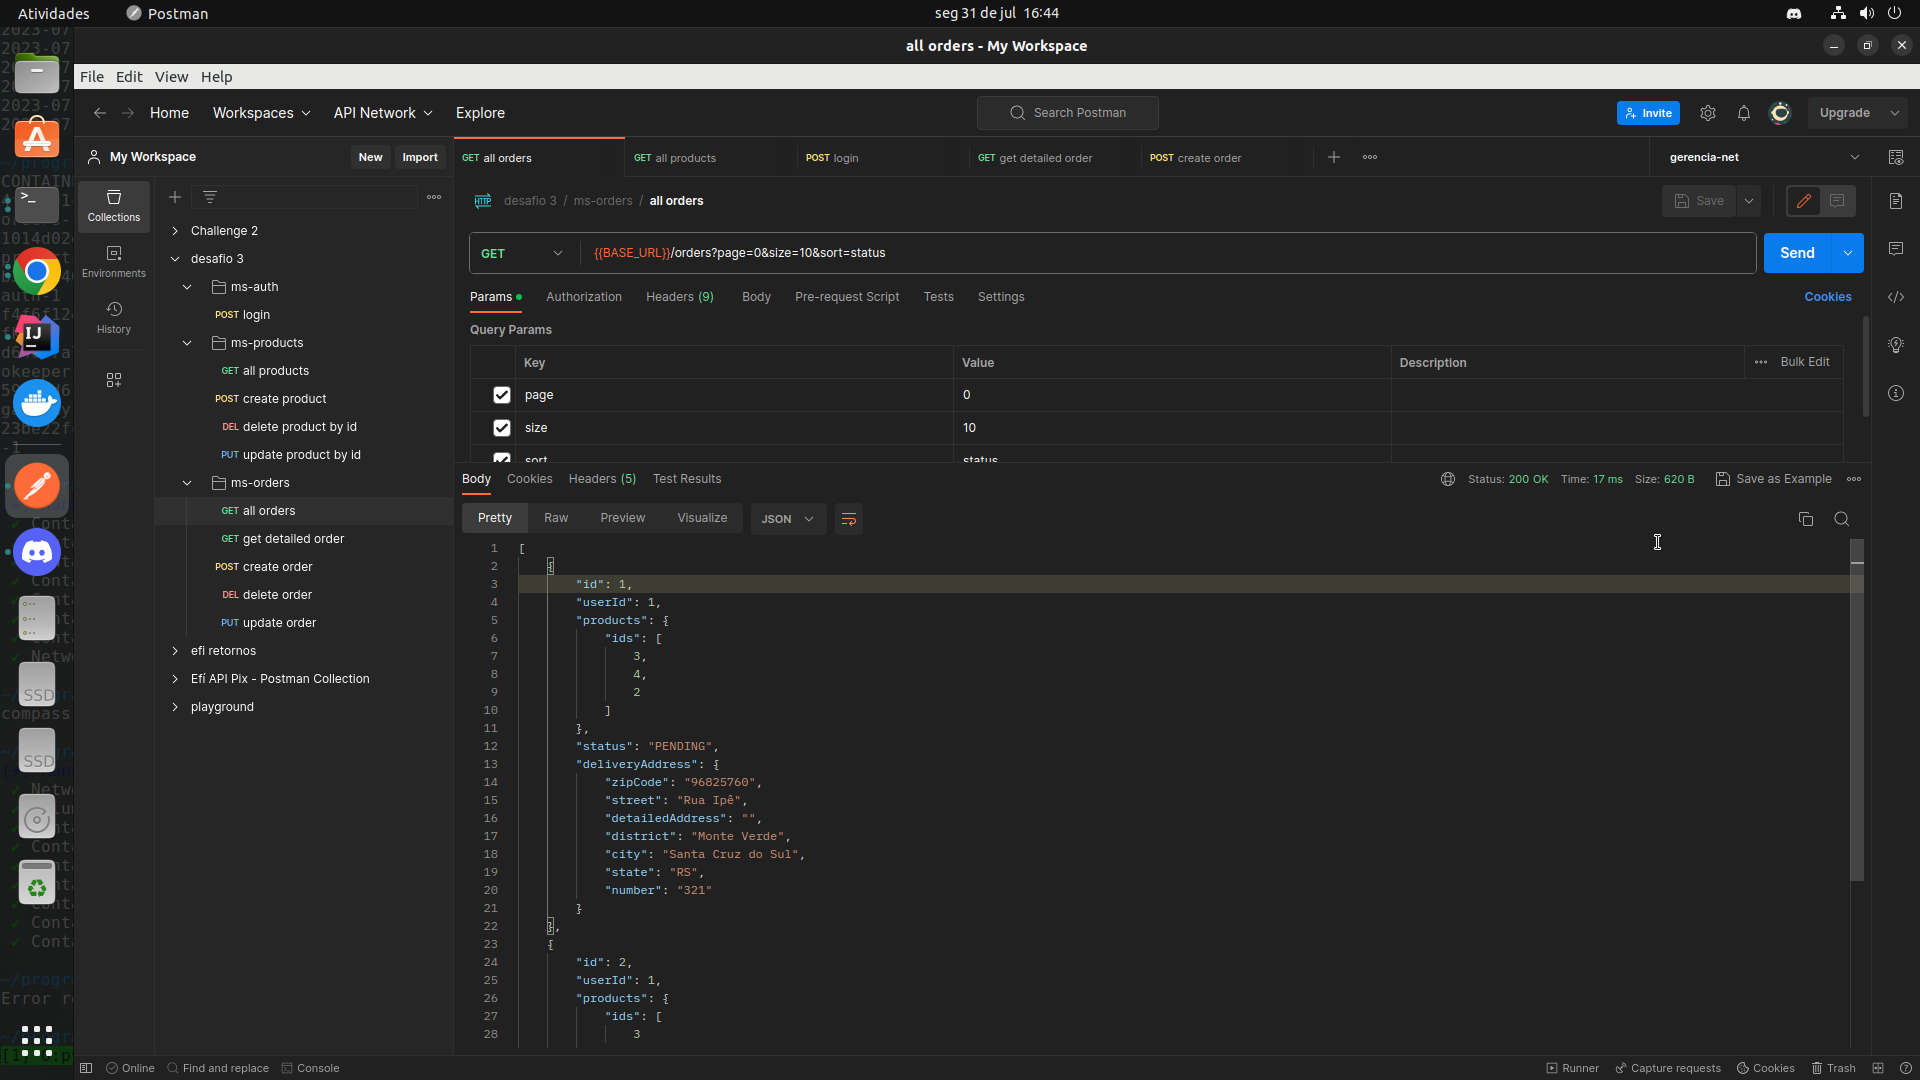 Atividades
Postman
seg 31 de jul 16:44
all orders - My Workspace
File Edit View Help
Home Workspaces API Network Explore
Search Postman
Invite
Upgrade
My Workspace
New Import
GET all orders
GET all products
POST login
GET get detailed order
POST create order
gerencia-net
Collections
Environments
History
Challenge 2
desafio 3
ms-auth
POST login
ms-products
GET all products
POST create product
DEL delete product by id
PUT update product by id
ms-orders
GET all orders
GET get detailed order
POST create order
DEL delete order
PUT update order
efi retornos
Efí API Pix - Postman Collection
playground
HTTP desafio 3 / ms-orders / all orders
Save
GET {{BASE_URL}}/orders?page=0&size=10&sort=status
Send
Params Authorization Headers (9) Body Pre-request Script Tests Settings
Cookies
Query Params
Key Value Description Bulk Edit
page 0
size 10
sort status
Body Cookies Headers (5) Test Results
Status: 200 OK Time: 17 ms Size: 620 B Save as Example
Pretty Raw Preview Visualize JSON
1 [
2 {
3 "id": 1,
4 "userId": 1,
5 "products": {
6 "ids": [
7 3,
8 4,
9 2
10 ]
11 },
12 "status": "PENDING",
13 "deliveryAddress": {
14 "zipCode": "96825760",
15 "street": "Rua Ipê",
16 "detailedAddress": "",
17 "district": "Monte Verde",
18 "city": "Santa Cruz do Sul",
19 "state": "RS",
20 "number": "321"
21 }
22 },
23 {
24 "id": 2,
25 "userId": 1,
26 "products": {
27 "ids": [
28 3
Online Find and replace Console
Runner Capture requests Cookies Trash
SSD
SSD
IJ